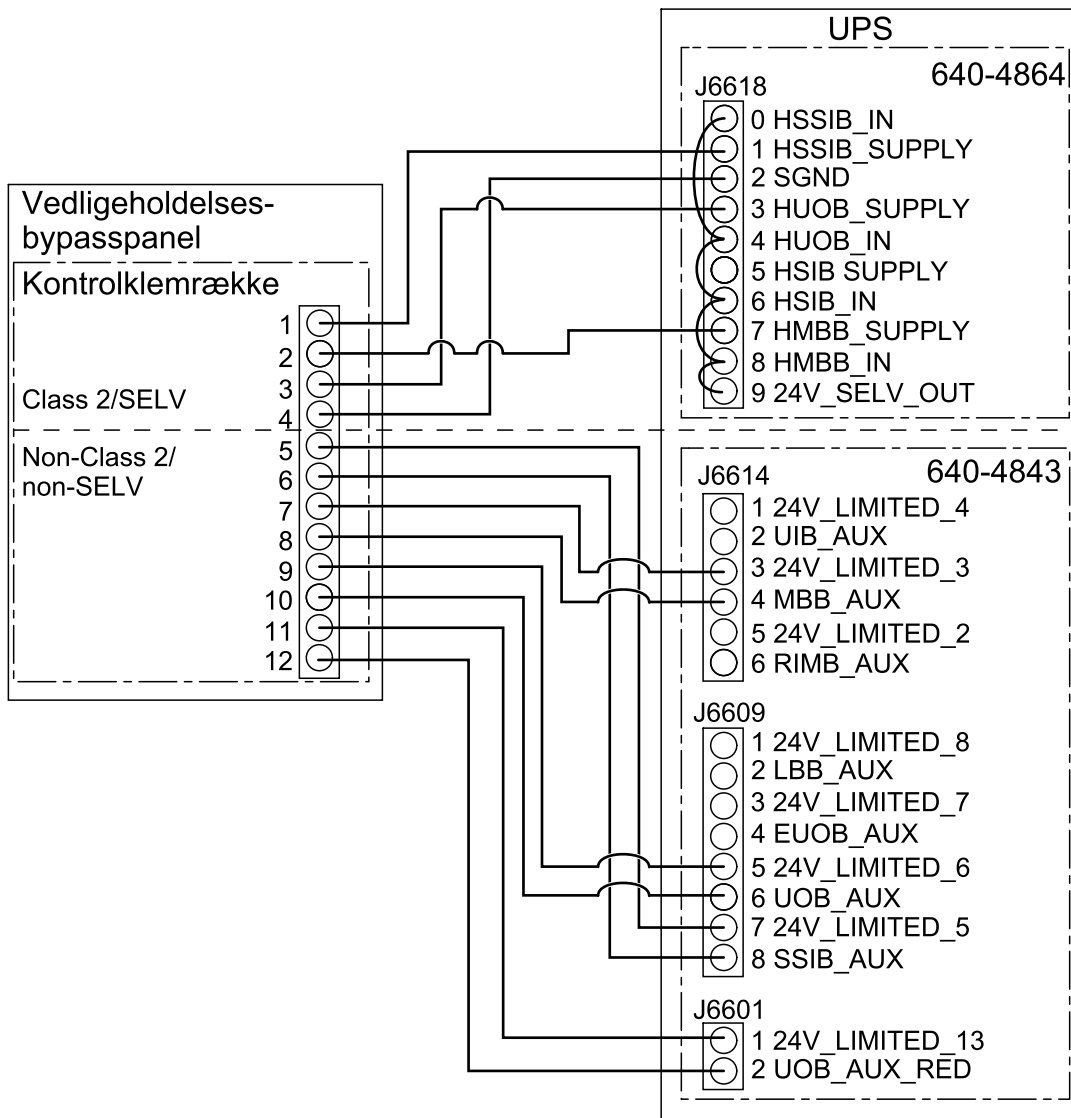 UPS
640-4864
J6618
0 HSSIB_IN
1 HSSIB_SUPPLY
2 SGND
3 HUOB_SUPPLY
4 HUOB_IN
5 HSIB SUPPLY
6 HSIB_IN
7 HMBB_SUPPLY
8 HMBB_IN
9 24V_SELV_OUT
Vedligeholdelses-
bypasspanel
Kontrolklemrække
1
2
3
4
5
6
7
8
9
10
11
12
Class 2/SELV
Non-Class 2/
non-SELV
640-4843
J6614
1 24V_LIMITED_4
2 UIB_AUX
3 24V_LIMITED_3
4 MBB_AUX
5 24V_LIMITED_2
6 RIMB_AUX
J6609
1 24V_LIMITED_8
2 LBB_AUX
3 24V_LIMITED_7
4 EUOB_AUX
5 24V_LIMITED_6
6 UOB_AUX
7 24V_LIMITED_5
8 SSIB_AUX
J6601
1 24V_LIMITED_13
2 UOB_AUX_RED